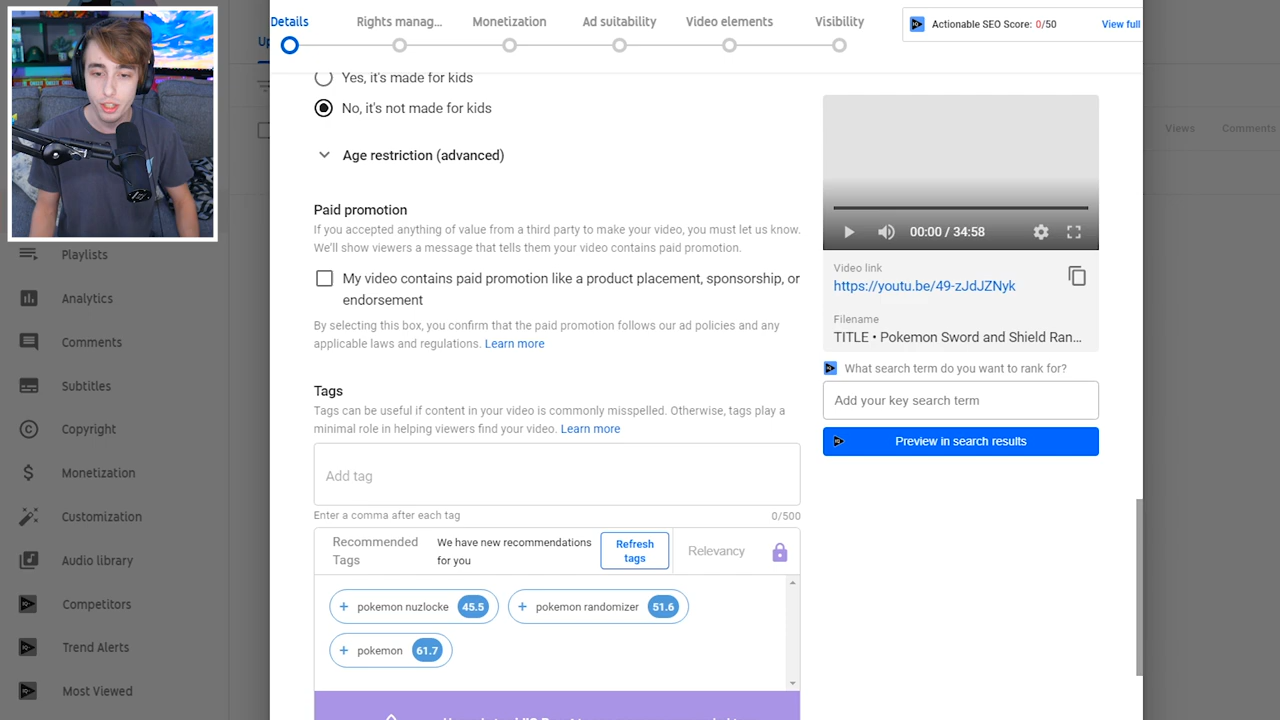 Details
Rights manag...
Monetization
Ad suitability
Video elements
Visibility
Actionable SEO Score: 0/50
View full
Yes, it's made for kids
No, it's not made for kids
Age restriction (advanced)
Views
Comments
Paid promotion
If you accepted anything of value from a third party to make your video, you must let us know.
We'll show viewers a message that tells them your video contains paid promotion.
My video contains paid promotion like a product placement, sponsorship, or
endorsement
By selecting this box, you confirm that the paid promotion follows our ad policies and any
applicable laws and regulations. Learn more
Tags
Tags can be useful if content in your video is commonly misspelled. Otherwise, tags play a
minimal role in helping viewers find your video. Learn more
Add tag
Enter a comma after each tag
0/500
Recommended
Tags
We have new recommendations
for you
Refresh
tags
Relevancy
+ pokemon nuzlocke 45.5
+ pokemon randomizer 51.6
+ pokemon 61.7
00:00 / 34:58
Video link
https://youtu.be/49-zJdJZNyk
Filename
TITLE • Pokemon Sword and Shield Ran...
What search term do you want to rank for?
Add your key search term
Preview in search results
Playlists
Analytics
Comments
Subtitles
Copyright
Monetization
Customization
Audio library
Competitors
Trend Alerts
Most Viewed